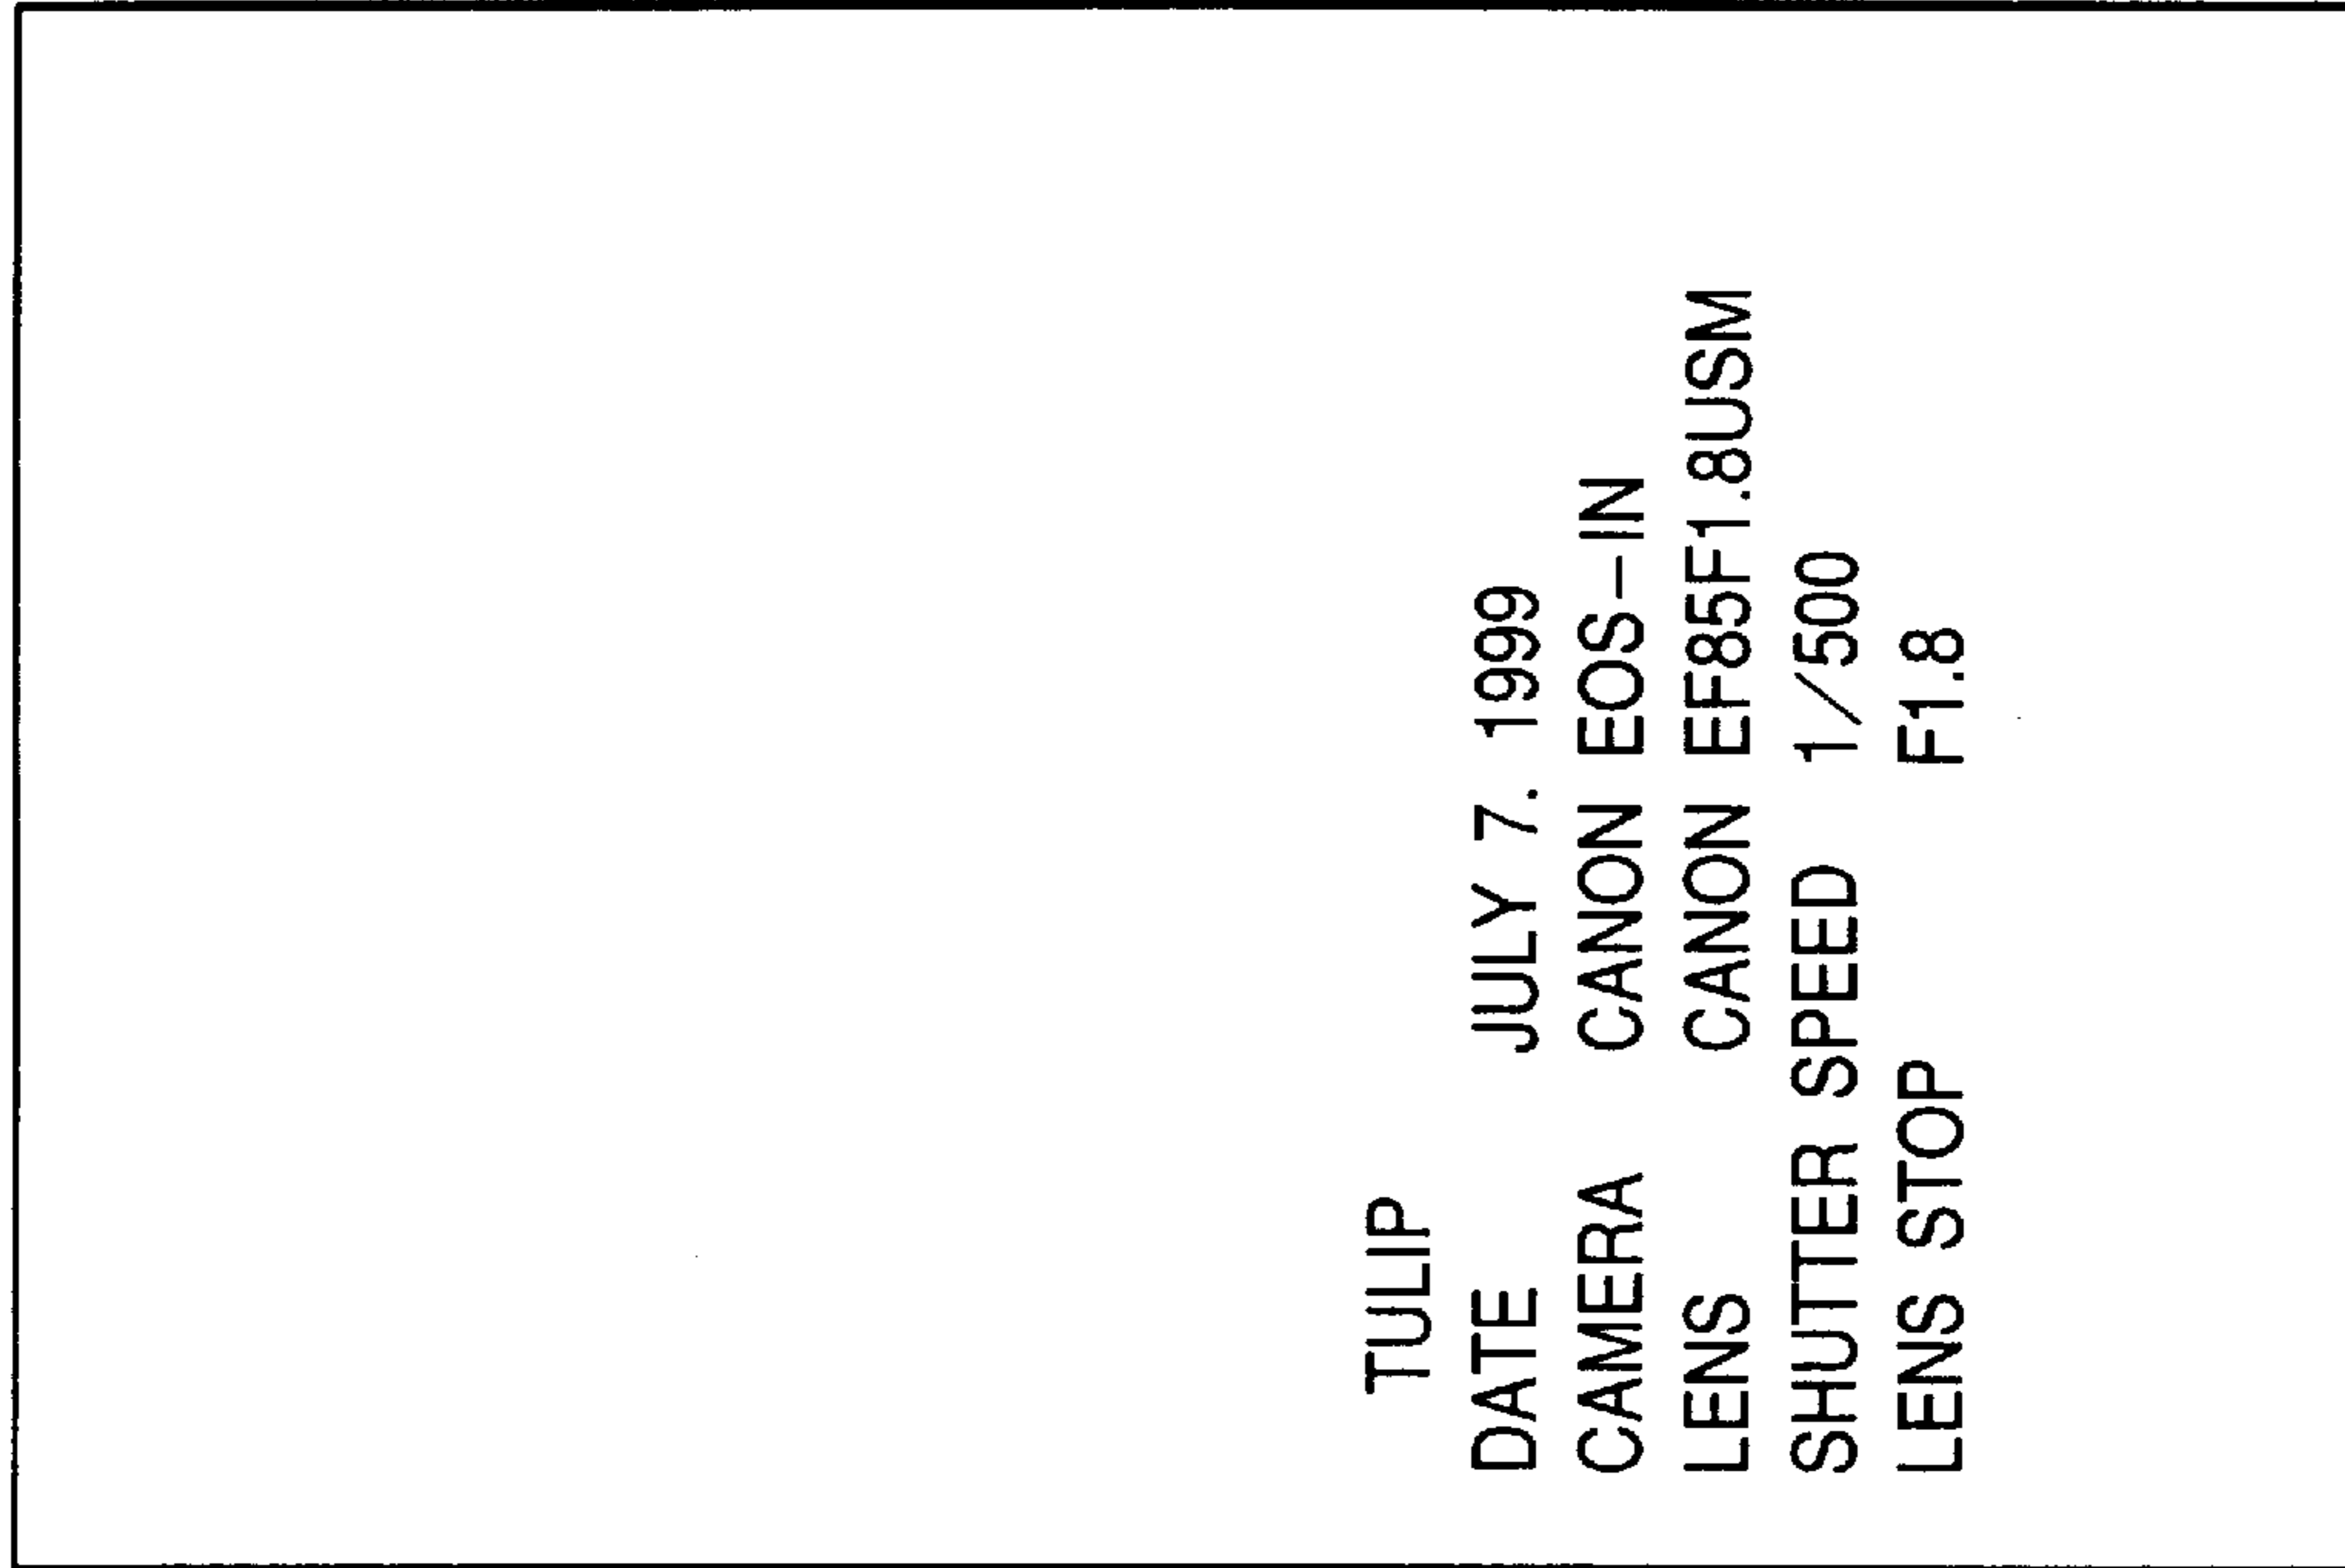 TULIP
DATE JULY 7. 1999
CAMERA CANON EOS-IN
LENS CANON EF85F1.8USM
SHUTTER SPEED 1/500
LENS STOP F1.8